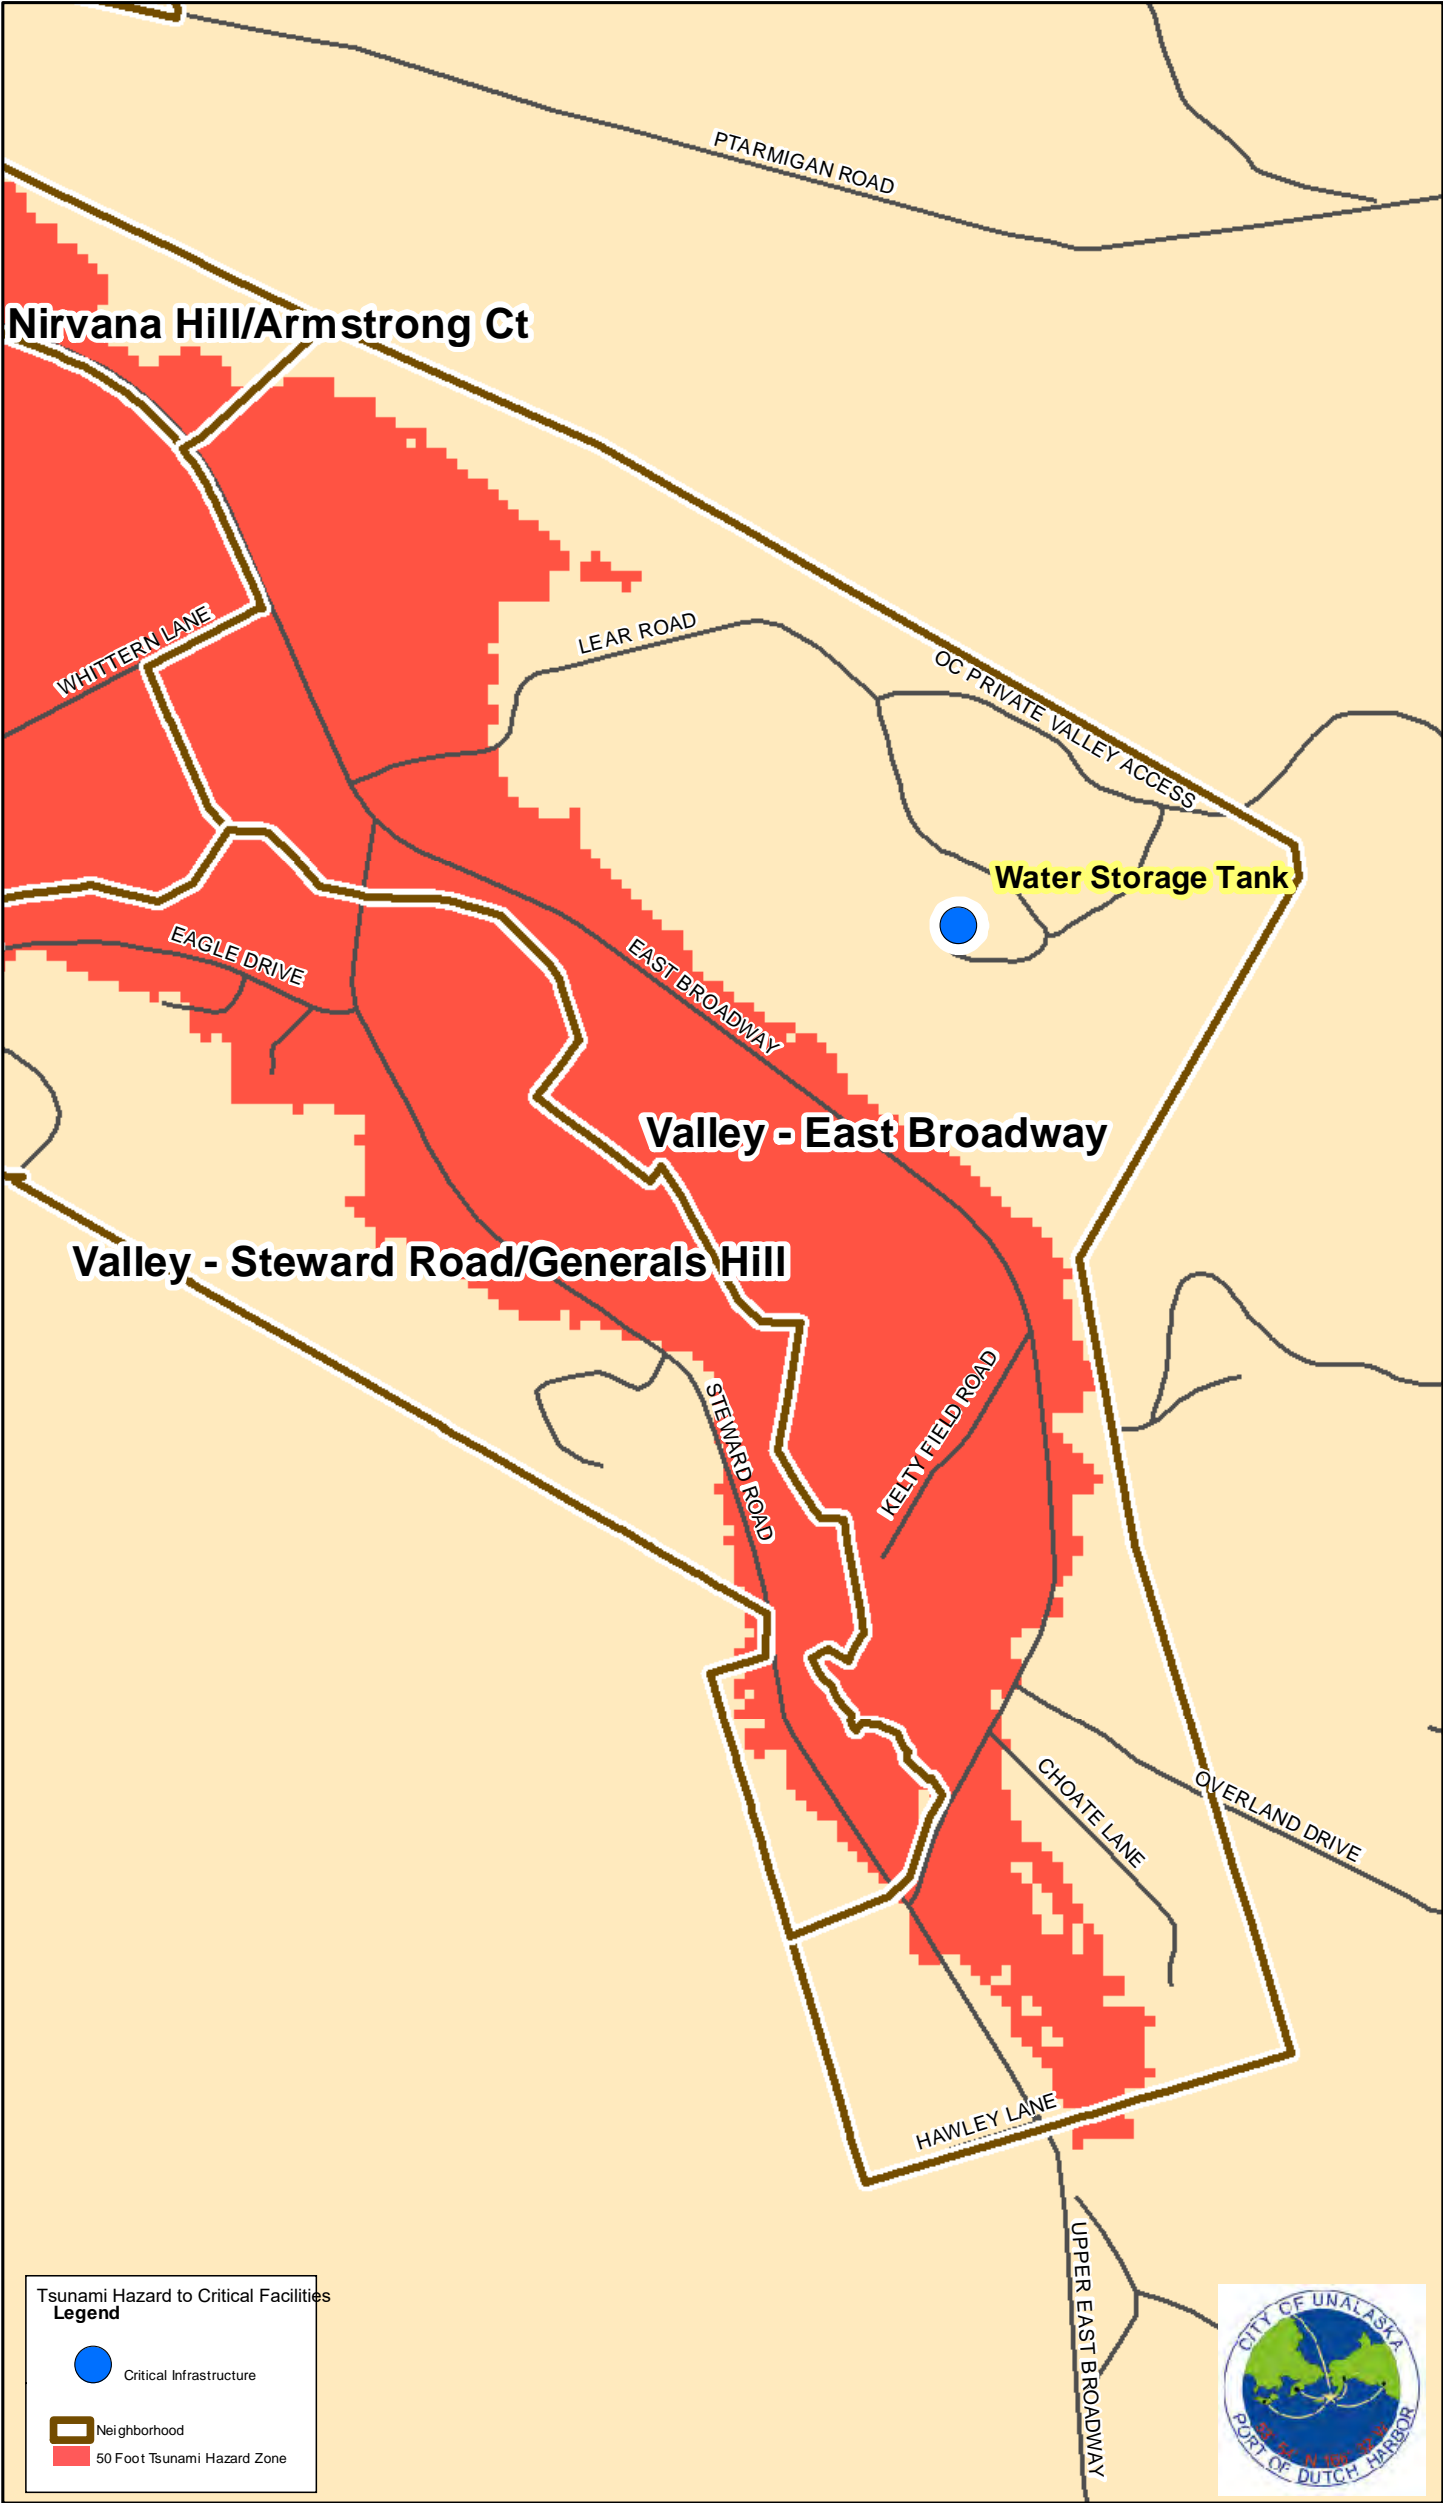 PTARMIGAN ROAD
Nirvana Hill/Armstrong Ct
WHITTERN LANE
LEAR ROAD
OC PRIVATE VALLEY ACCESS
Water Storage Tank
EAGLE DRIVE
EAST BROADWAY
Valley - East Broadway
Valley - Steward Road/Generals Hill
STEWARD ROAD
KELTY FIELD ROAD
CHOATE LANE
OVERLAND DRIVE
HAWLEY LANE
UPPER EAST BROADWAY
Tsunami Hazard to Critical Facilities
Legend
Critical Infrastructure
Neighborhood
50 Foot Tsunami Hazard Zone
CITY OF UNALASKA
PORT OF DUTCH HARBOR